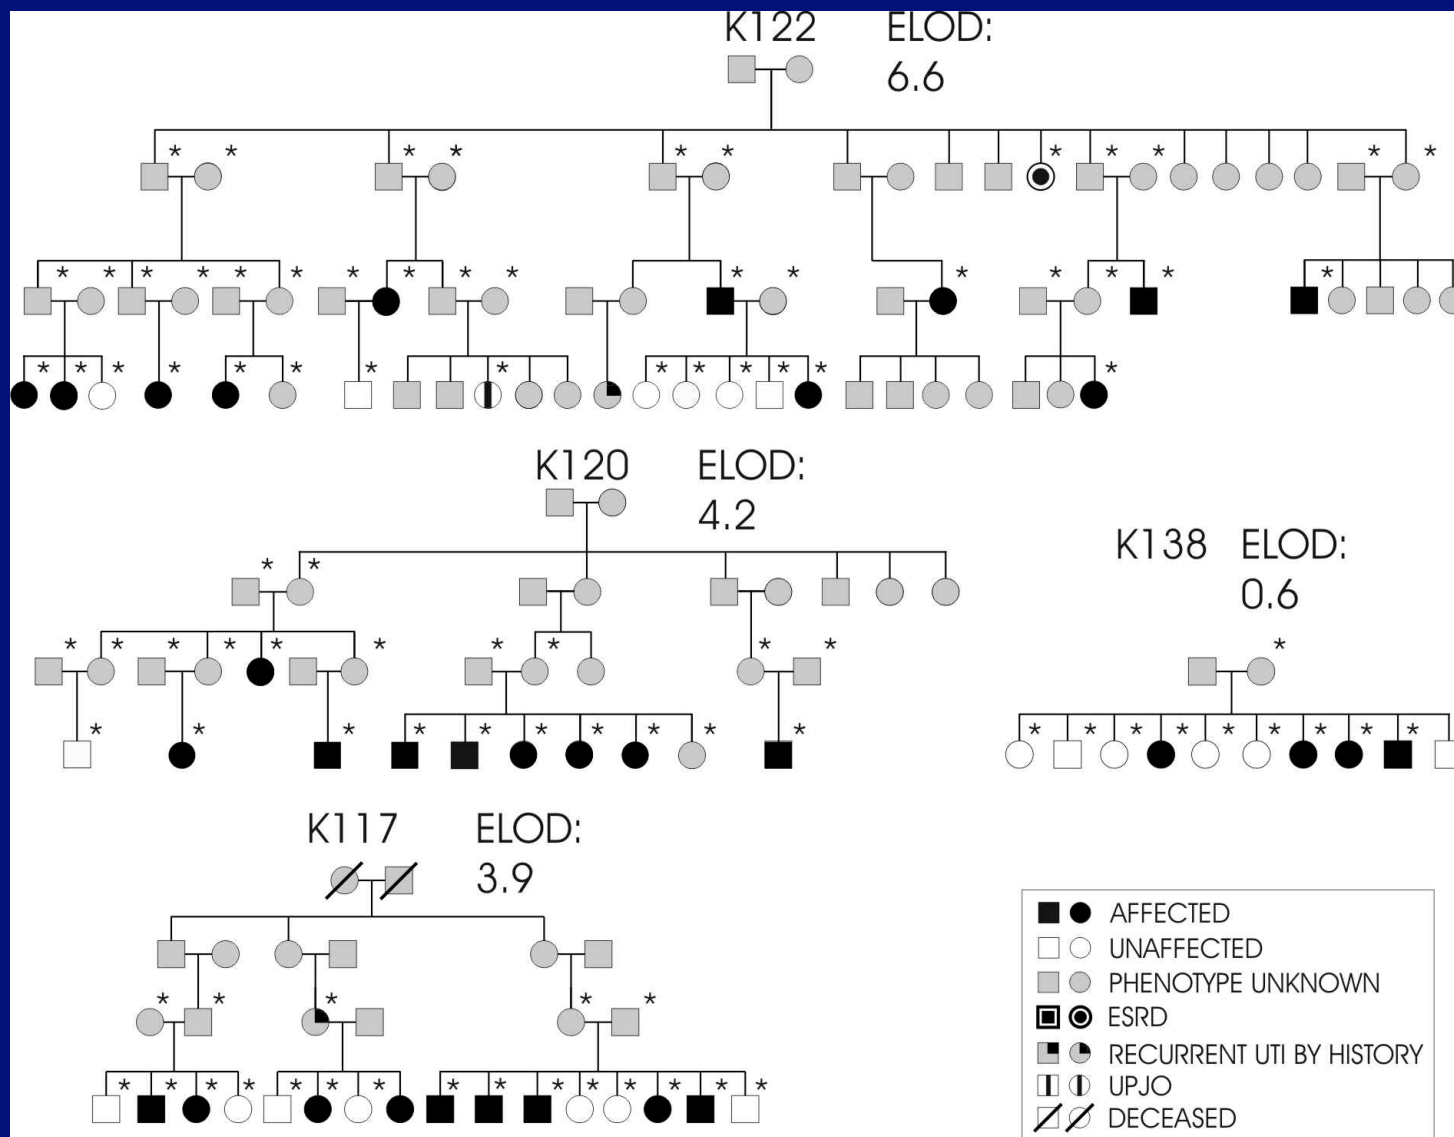 K122 ELOD:
6.6
K120 ELOD:
4.2
K138 ELOD:
0.6
K117 ELOD:
3.9
AFFECTED
UNAFFECTED
PHENOTYPE UNKNOWN
ESRD
RECURRENT UTI BY HISTORY
UPJO
DECEASED